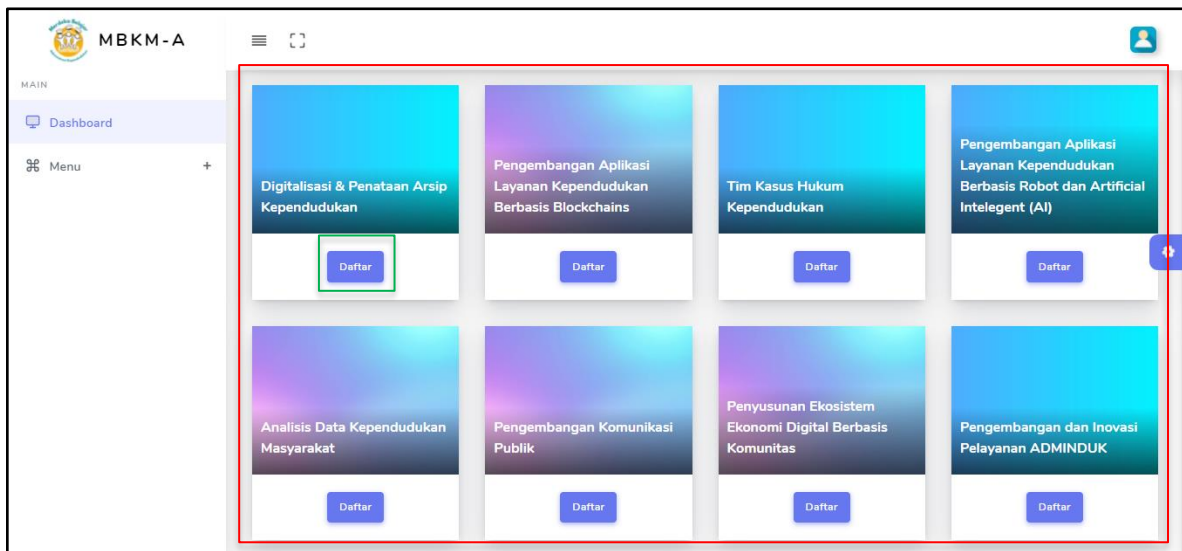 MBKM-A
MAIN
Dashboard
Menu +
Digitalisasi & Penataan Arsip
Kependudukan
Daftar
Pengembangan Aplikasi
Layanan Kependudukan
Berbasis Blockchains
Daftar
Tim Kasus Hukum
Kependudukan
Daftar
Pengembangan Aplikasi
Layanan Kependudukan
Berbasis Robot dan Artificial
Intelegent (AI)
Daftar
Analisis Data Kependudukan
Masyarakat
Daftar
Pengembangan Komunikasi
Publik
Daftar
Penyusunan Ekosistem
Ekonomi Digital Berbasis
Komunitas
Daftar
Pengembangan dan Inovasi
Pelayanan ADMINDUK
Daftar